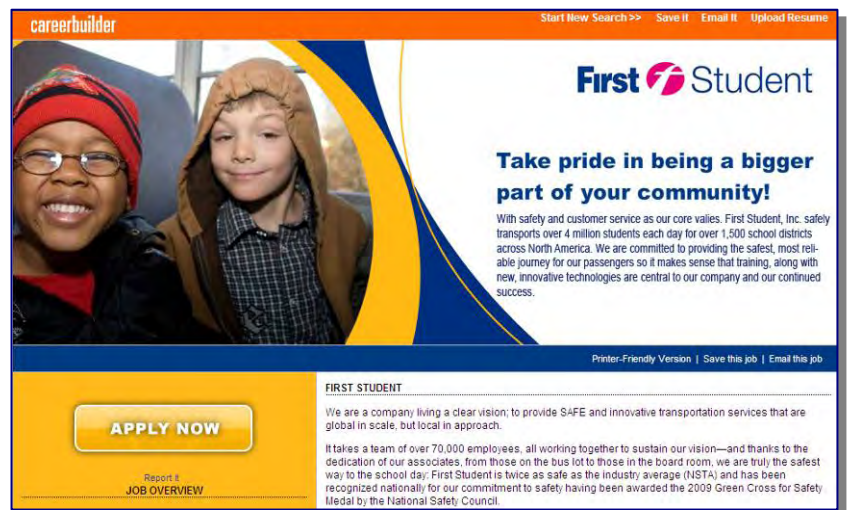 careerbuilder
Start New Search >> Save It Email It Upload Resume
First Student
Take pride in being a bigger
part of your community!
With safety and customer service as our core valies. First Student, Inc. safely
transports over 4 million students each day for over 1,500 school districts
across North America. We are committed to providing the safest, most reli-
able journey for our passengers so it makes sense that training, along with
new, innovative technologies are central to our company and our continued
success.
Printer-Friendly Version | Save this job | Email this job
APPLY NOW
Report it
JOB OVERVIEW
FIRST STUDENT
We are a company living a clear vision; to provide SAFE and innovative transportation services that are
global in scale, but local in approach.
It takes a team of over 70,000 employees, all working together to sustain our vision—and thanks to the
dedication of our associates, from those on the bus lot to those in the board room, we are truly the safest
way to the school day: First Student is twice as safe as the industry average (NSTA) and has been
recognized nationally for our commitment to safety having been awarded the 2009 Green Cross for Safety
Medal by the National Safety Council.